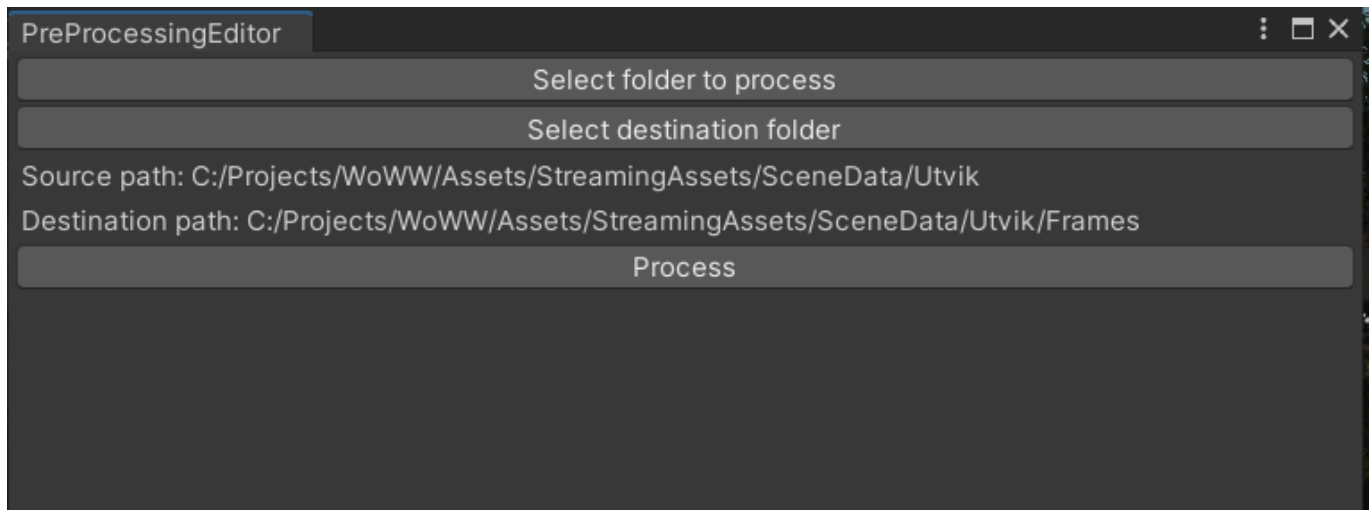 PreProcessingEditor
Select folder to process
Select destination folder
Source path: C:/Projects/WoWW/Assets/StreamingAssets/SceneData/Utvik
Destination path: C:/Projects/WoWW/Assets/StreamingAssets/SceneData/Utvik/Frames
Process